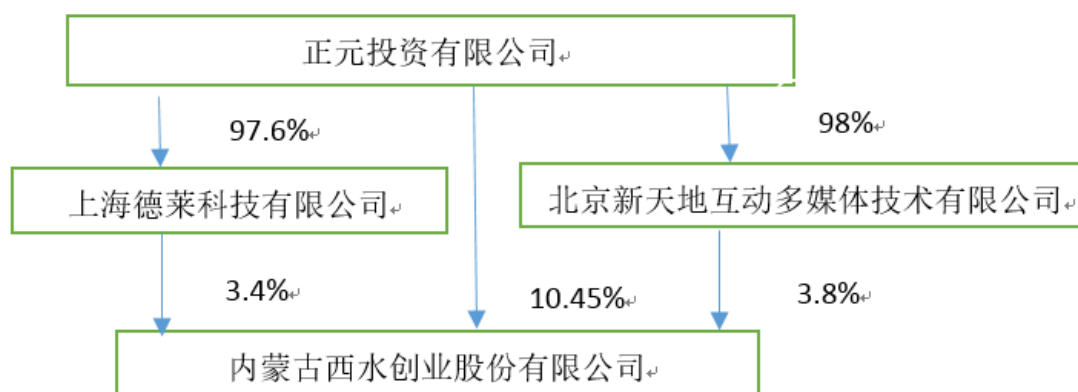 正元投资有限公司
97.6%
98%
上海德莱科技有限公司
北京新天地互动多媒体技术有限公司
3.4%
10.45%
3.8%
内蒙古西水创业股份有限公司